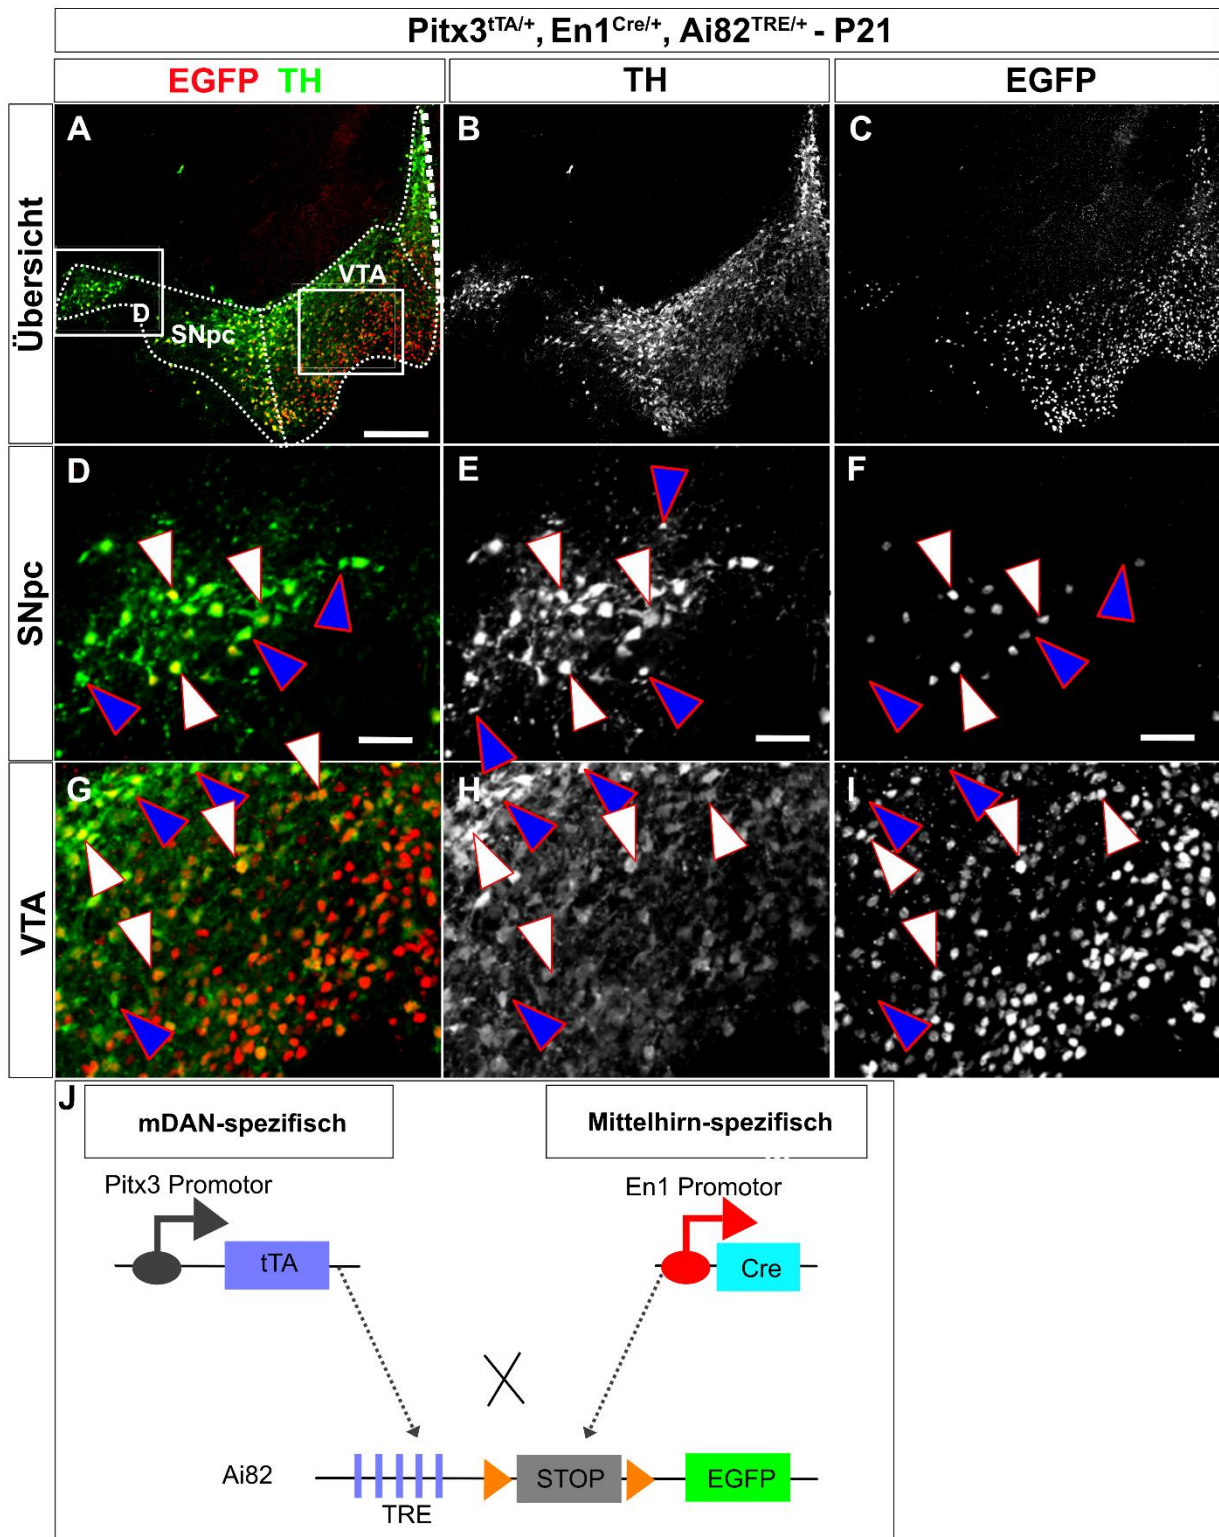 Pitx3tTA/+, En1Cre/+, Ai82TRE/+ - P21
EGFP TH
TH
EGFP
Übersicht
A
B
C
VTA
D
SNpc
SNpc
D
E
F
VTA
G
H
I
J
mDAN-spezifisch
Mittelhirn-spezifisch
Pitx3 Promotor
En1 Promotor
tTA
Cre
Ai82
STOP
EGFP
TRE